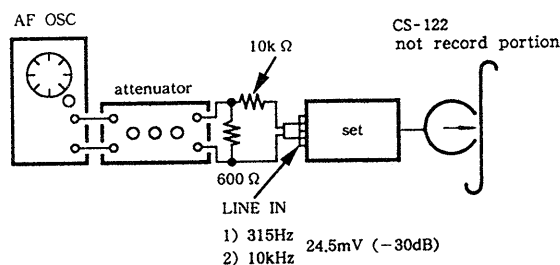 AF OSC
attenuator
10k Ω
600 Ω
set
CS-122
not record portion
LINE IN
1) 315Hz
2) 10kHz
24.5mV (−30dB)